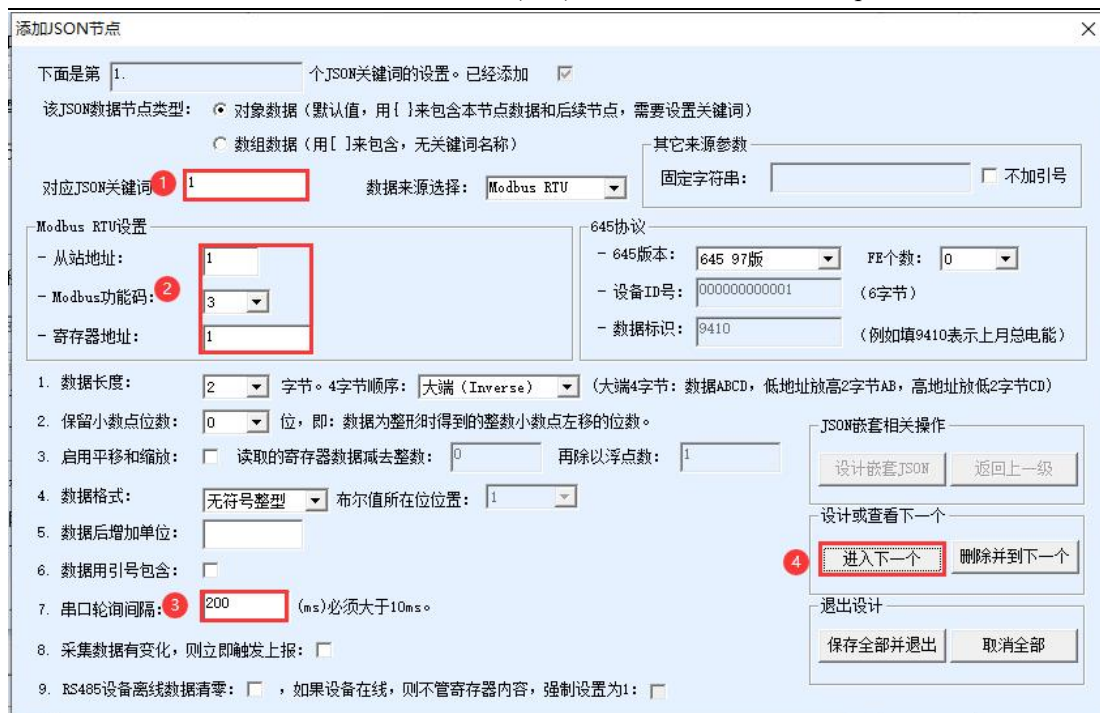 添加JSON节点
下面是第 1. 个JSON关键词的设置。已经添加
该JSON数据节点类型: 对象数据(默认值,用{ }来包含本节点数据和后续节点,需要设置关键词)
数组数据(用[ ]来包含,无关键词名称)
其它来源参数
对应JSON关键词 1 1 数据来源选择: Modbus RTU 固定字符串: 不加引号
Modbus RTU设置 645协议
- 从站地址: 1 - 645版本: 645 97版 FE个数: 0
- Modbus功能码: 2 3 - 设备ID号: 000000000001 (6字节)
- 寄存器地址: 1 - 数据标识: 9410 (例如填9410表示上月总电能)
1. 数据长度: 2 字节。4字节顺序: 大端(Inverse) (大端4字节:数据ABCD,低地址放高2字节AB,高地址放低2字节CD)
2. 保留小数点位数: 0 位,即:数据为整形时得到的整数小数点左移的位数。
JSON嵌套相关操作
3. 启用平移和缩放: 读取的寄存器数据减去整数: 0 再除以浮点数: 1
设计嵌套JSON 返回上一级
4. 数据格式: 无符号整型 布尔值所在位位置: 1
设计或查看下一个
5. 数据后增加单位:
4 进入下一个 删除并到下一个
6. 数据用引号包含:
7. 串口轮询间隔: 3 200 (ms)必须大于10ms。
退出设计
8. 采集数据有变化,则立即触发上报:
保存全部并退出 取消全部
9. RS485设备离线数据清零: ,如果设备在线,则不管寄存器内容,强制设置为1: